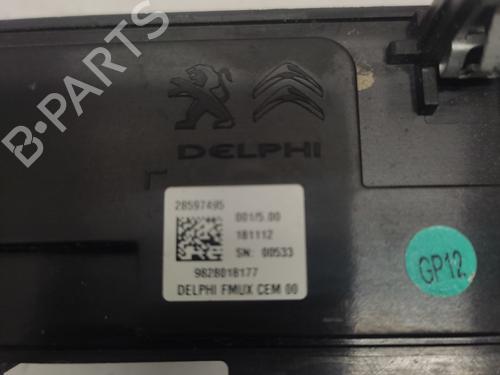 B-PARTS
DELPHI
28597495
001/5.00
181112
SN: 00533
9828018177
DELPHI FMUX CEM 00
GP12